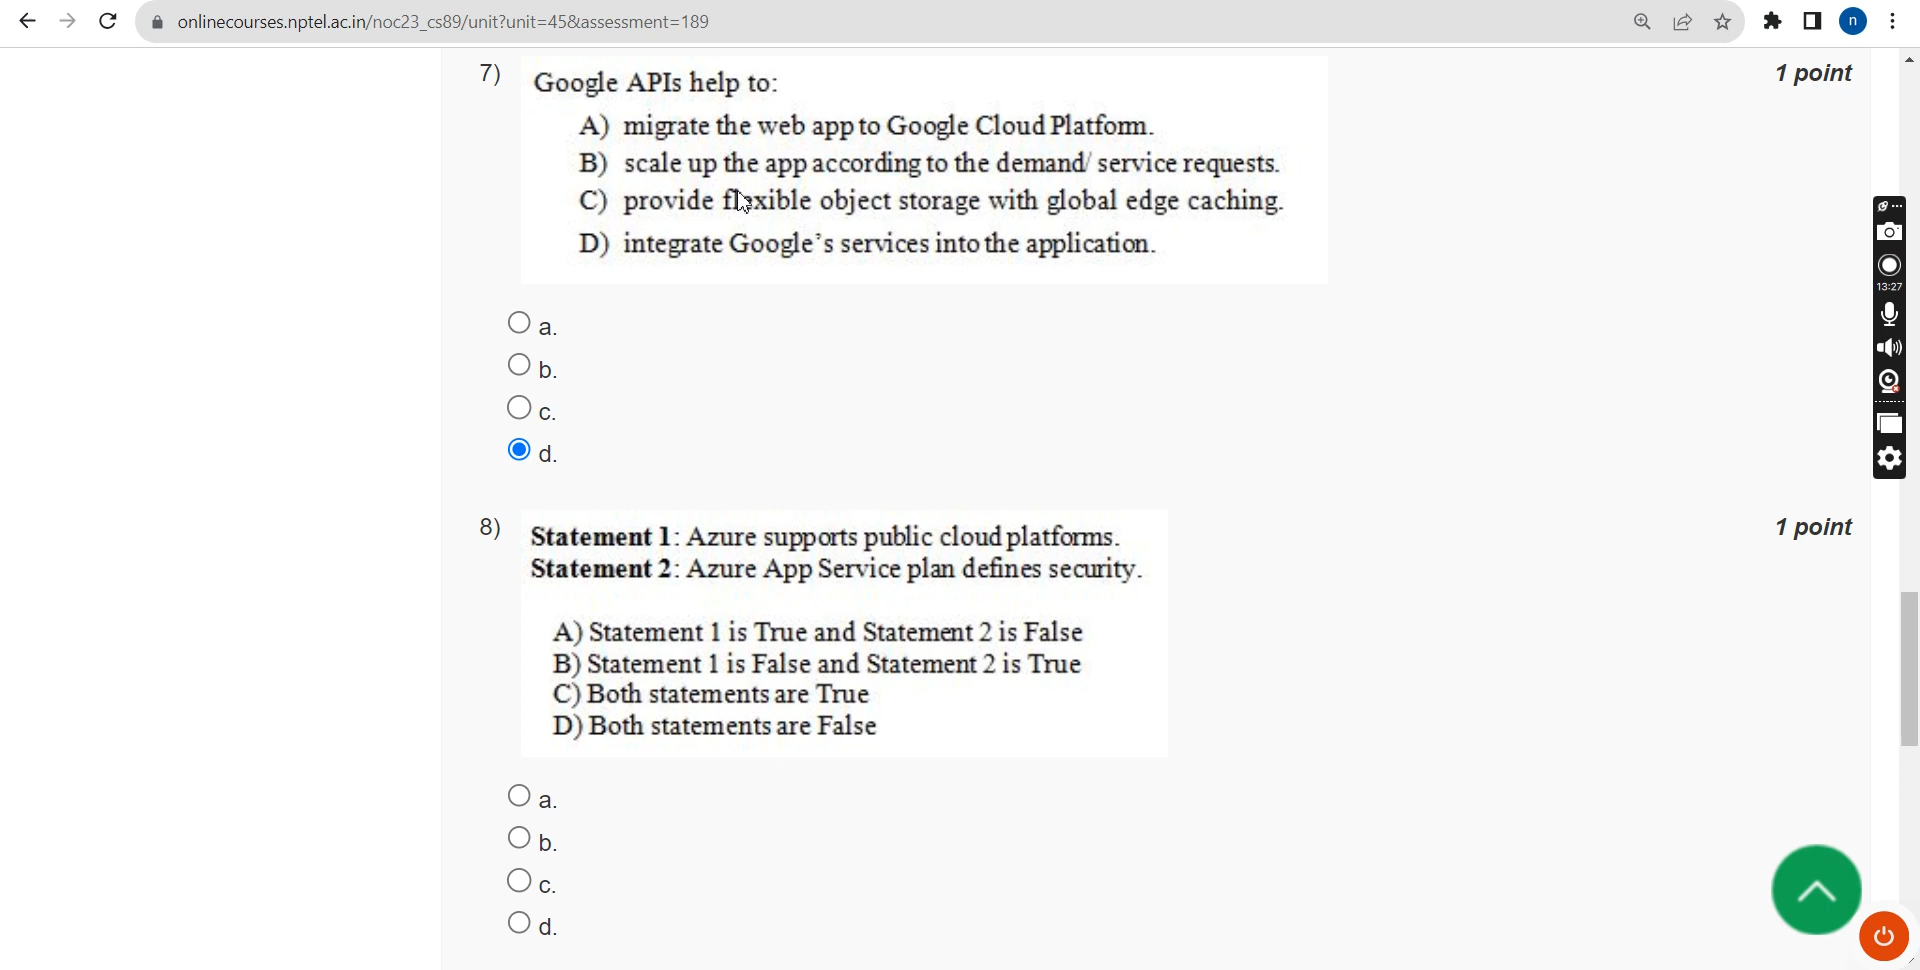 onlinecourses.nptel.ac.in/noc23_cs89/unit?unit=45&assessment=189
n
7)
1 point
Google APIs help to:
A) migrate the web app to Google Cloud Platform.
B) scale up the app according to the demand/ service requests.
C) provide flexible object storage with global edge caching.
D) integrate Google's services into the application.
a.
b.
c.
d.
13:27
8)
1 point
Statement 1: Azure supports public cloud platforms.
Statement 2: Azure App Service plan defines security.
A) Statement 1 is True and Statement 2 is False
B) Statement 1 is False and Statement 2 is True
C) Both statements are True
D) Both statements are False
a.
b.
c.
d.